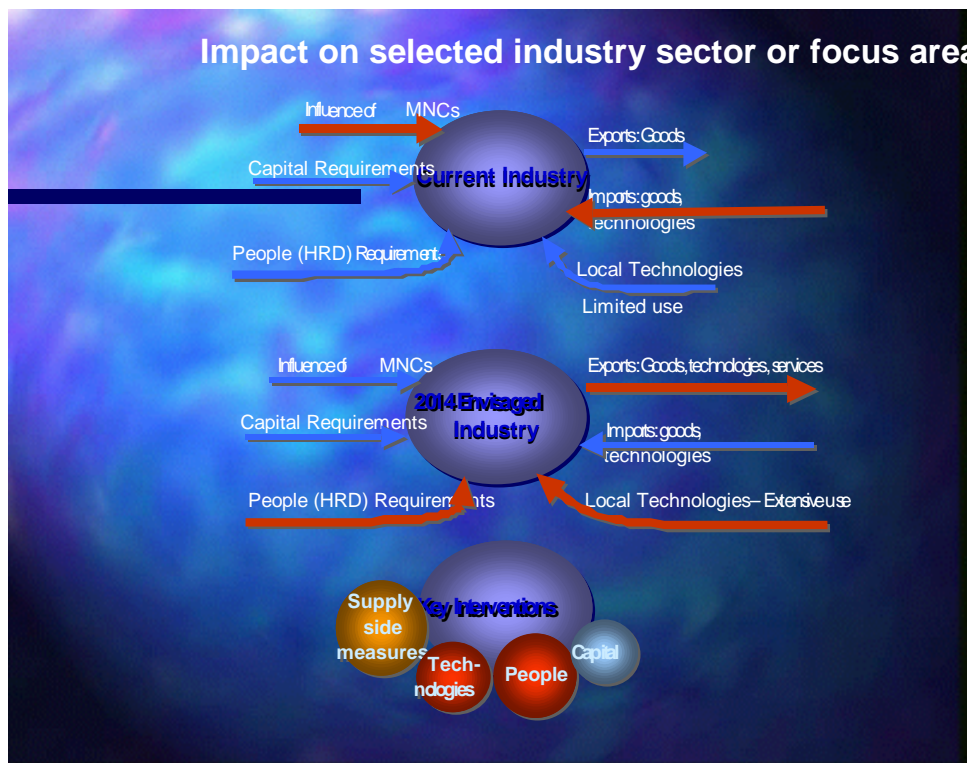 Impact on selected industry sector or focus area
Influence of MNCs
Exports: Goods
Capital Requirements
Current Industry
Imports: goods,
technologies
People (HRD) Requirement
Local Technologies
Limited use
Influence of MNCs
Exports: Goods, technologies, services
2014 Envisaged
Industry
Capital Requirements
Imports: goods,
technologies
People (HRD) Requirements
Local Technologies – Extensive use
Key Interventions
Supply
side
measures
Tech-
nologies
People
Capital